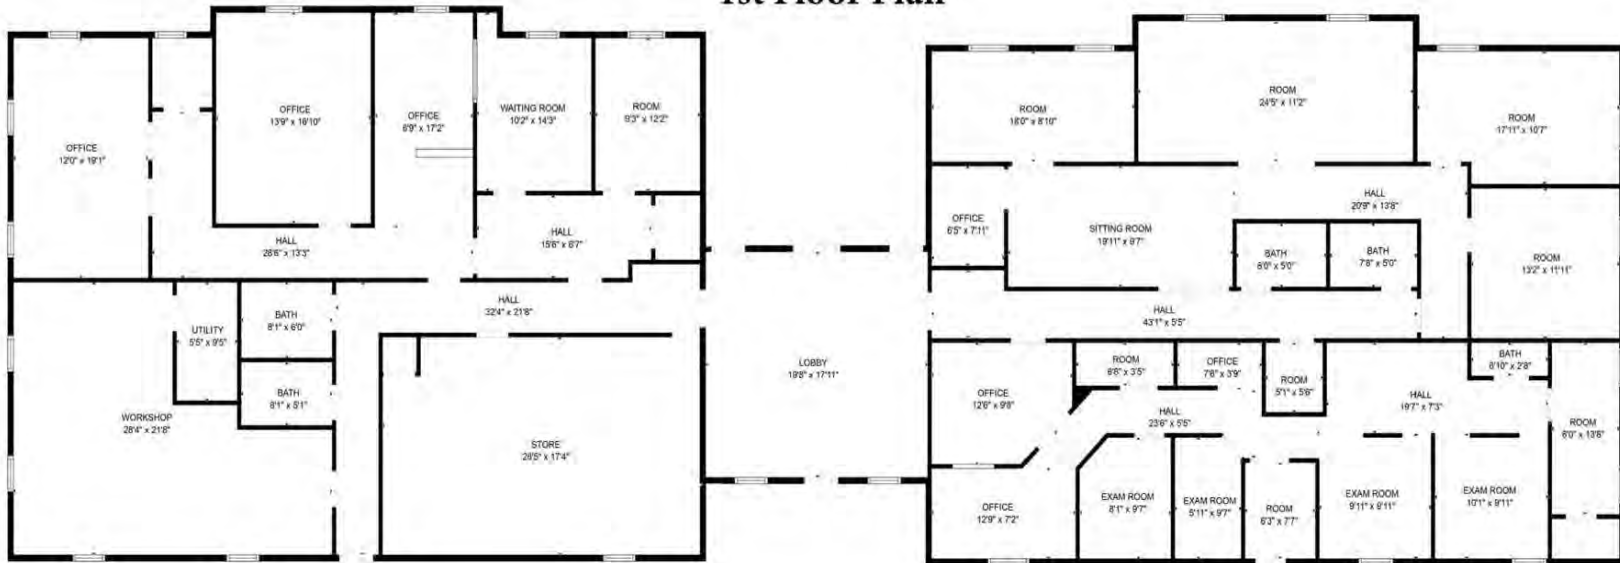 1st Floor Plan
OFFICE
12'0" x 19'1"
OFFICE
13'9" x 16'10"
OFFICE
6'9" x 17'2"
WAITING ROOM
10'2" x 14'3"
ROOM
9'3" x 12'2"
HALL
28'6" x 13'3"
HALL
15'8" x 6'7"
HALL
32'4" x 21'8"
UTILITY
5'5" x 9'5"
BATH
8'1" x 6'0"
BATH
8'1" x 5'1"
WORKSHOP
28'4" x 21'8"
STORE
28'5" x 17'4"
LOBBY
19'8" x 17'11"
ROOM
18'0" x 8'10"
ROOM
24'5" x 11'2"
ROOM
17'11" x 10'7"
OFFICE
6'5" x 7'11"
SITTING ROOM
19'11" x 9'7"
HALL
20'9" x 13'8"
BATH
8'0" x 5'0"
BATH
7'8" x 5'0"
ROOM
13'2" x 11'11"
HALL
43'1" x 5'5"
OFFICE
12'6" x 9'8"
ROOM
8'8" x 3'5"
OFFICE
7'6" x 3'9"
ROOM
5'1" x 5'6"
BATH
6'10" x 2'8"
HALL
23'6" x 5'5"
HALL
19'7" x 7'3"
ROOM
6'0" x 13'6"
OFFICE
12'9" x 7'2"
EXAM ROOM
8'1" x 9'7"
EXAM ROOM
5'11" x 9'7"
ROOM
6'3" x 7'7"
EXAM ROOM
9'11" x 9'11"
EXAM ROOM
10'1" x 9'11"